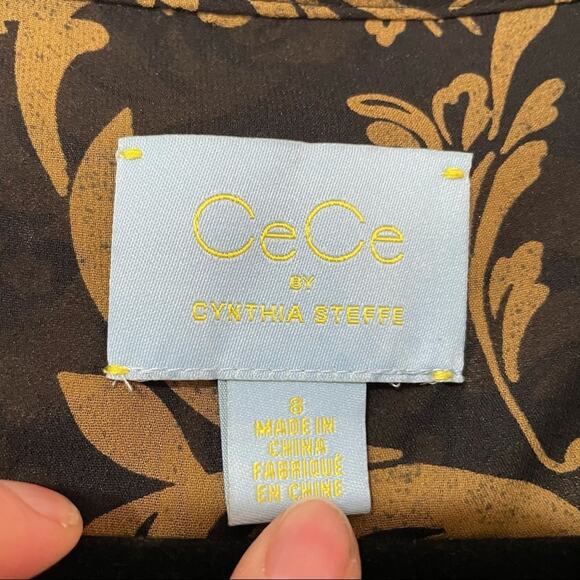 CeCe
BY
CYNTHIA STEFFE
8
MADE IN
CHINA
FABRIQUÉ
EN CHINE